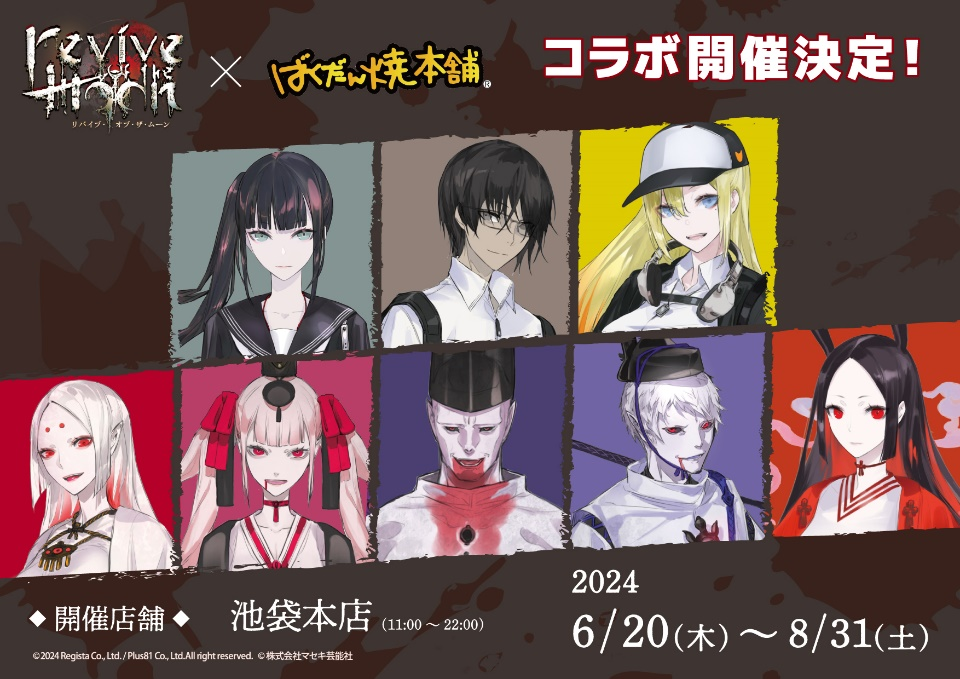 revive
of the
moon
リバイブ・オブ・ザ・ムーン
×
ばくだん焼本舗®
コラボ開催決定！
◆ 開催店舗 ◆ 池袋本店 (11:00 ～ 22:00)
2024
6/20(木) ～ 8/31(土)
©2024 Regista Co., Ltd. / Plus81 Co., Ltd.All right reserved. ©株式会社マセキ芸能社